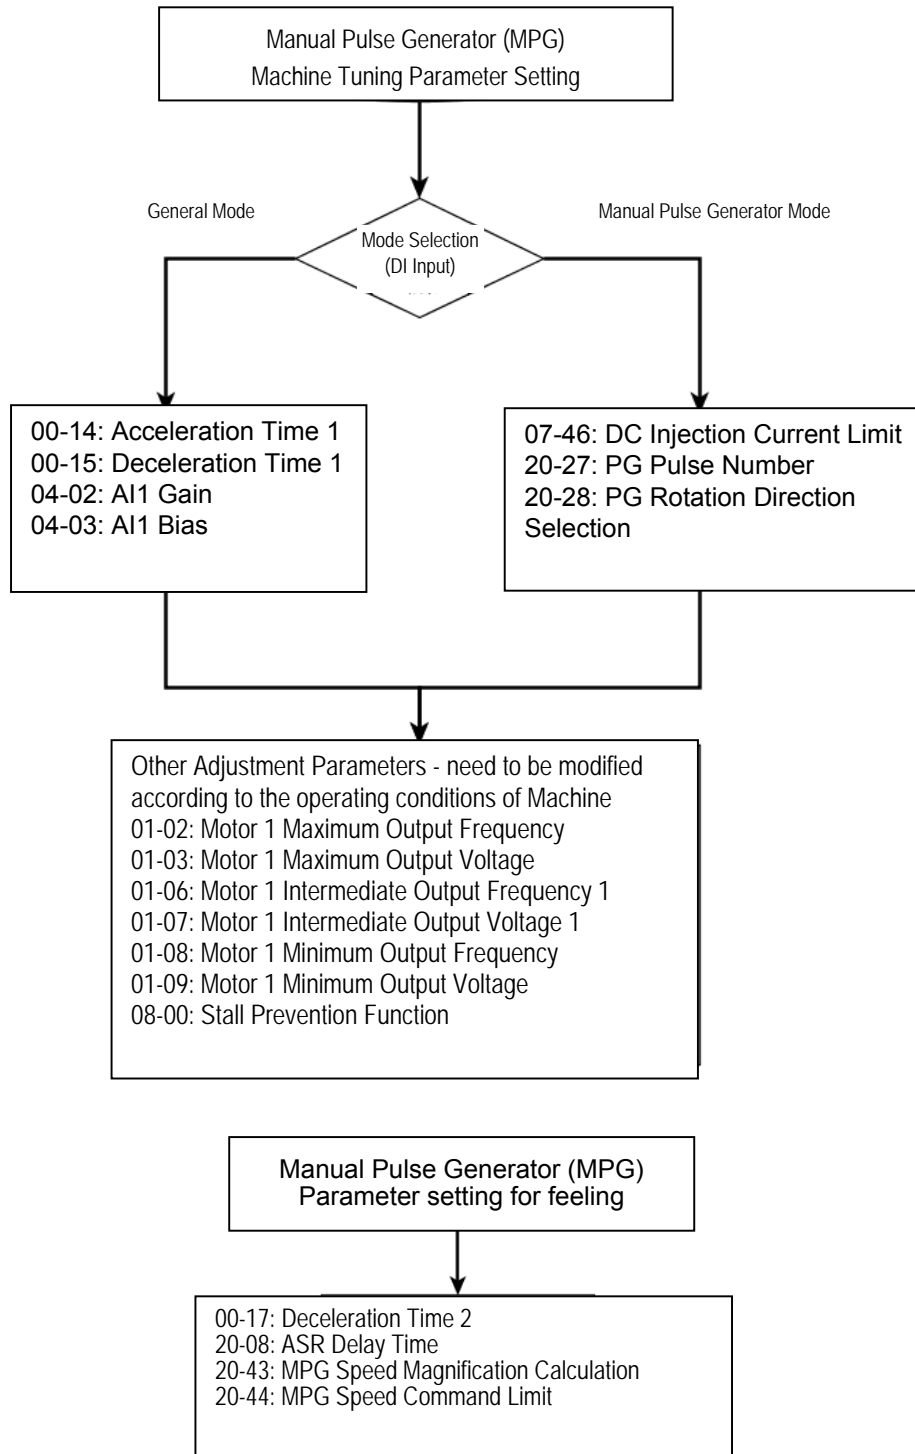 Manual Pulse Generator (MPG)
Machine Tuning Parameter Setting
General Mode
Manual Pulse Generator Mode
Mode Selection
(DI Input)
00-14: Acceleration Time 1
00-15: Deceleration Time 1
04-02: AI1 Gain
04-03: AI1 Bias
07-46: DC Injection Current Limit
20-27: PG Pulse Number
20-28: PG Rotation Direction
Selection
Other Adjustment Parameters - need to be modified
according to the operating conditions of Machine
01-02: Motor 1 Maximum Output Frequency
01-03: Motor 1 Maximum Output Voltage
01-06: Motor 1 Intermediate Output Frequency 1
01-07: Motor 1 Intermediate Output Voltage 1
01-08: Motor 1 Minimum Output Frequency
01-09: Motor 1 Minimum Output Voltage
08-00: Stall Prevention Function
Manual Pulse Generator (MPG)
Parameter setting for feeling
00-17: Deceleration Time 2
20-08: ASR Delay Time
20-43: MPG Speed Magnification Calculation
20-44: MPG Speed Command Limit